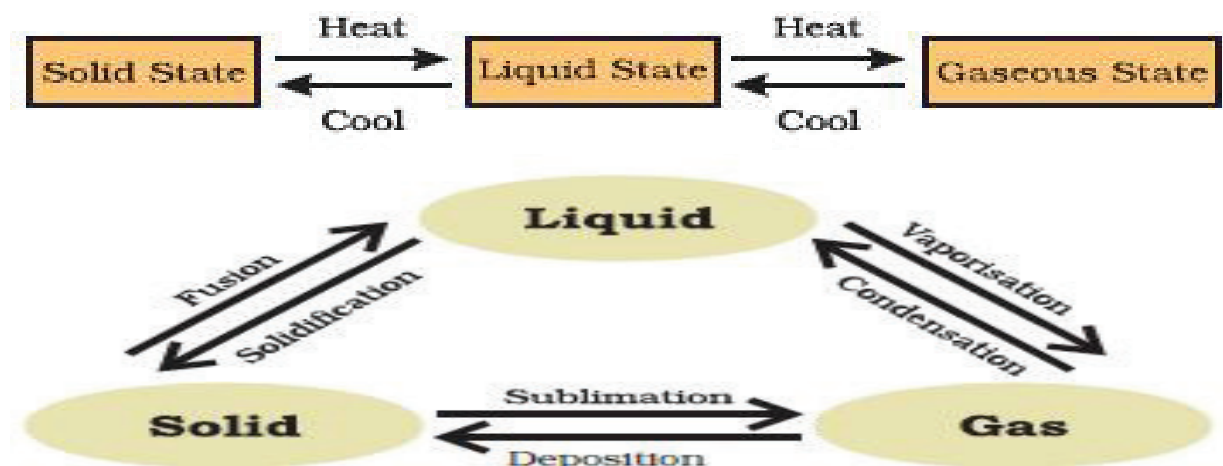 Heat Heat
Solid State Liquid State Gaseous State
Cool Cool
Liquid
Fusion
Solidification
Vaporisation
Condensation
Sublimation
Solid Gas
Deposition